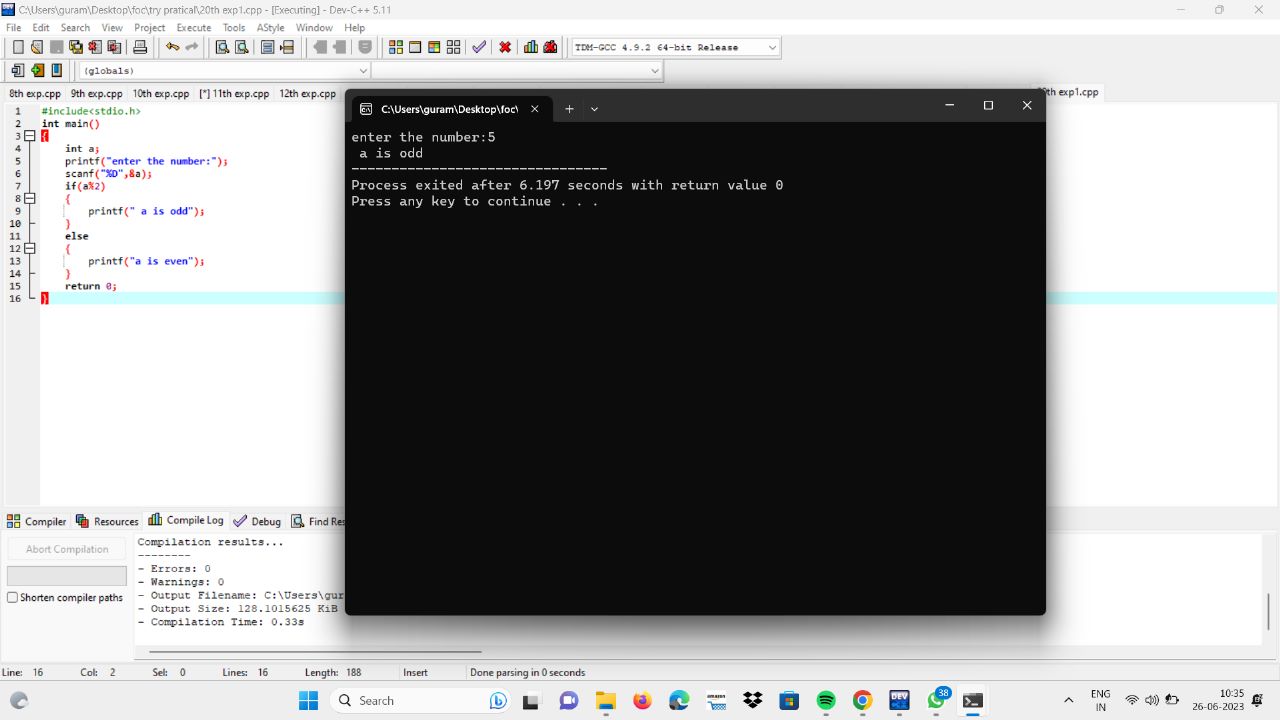 C:\Users\guram\Desktop\foc\try pratical\20th exp1.cpp - [Executing] - Dev-C++ 5.11
File Edit Search View Project Execute Tools AStyle Window Help
TDM-GCC 4.9.2 64-bit Release
(globals)
8th exp.cpp 9th exp.cpp 10th exp.cpp [*] 11th exp.cpp 12th exp.cpp exp1.cpp
1 #include<stdio.h>
2 int main()
3 {
4 int a;
5 printf("enter the number:");
6 scanf("%D",&a);
7 if(a%2)
8 {
9 printf(" a is odd");
10 }
11 else
12 {
13 printf("a is even");
14 }
15 return 0;
16 }
C:\Users\guram\Desktop\foc\
enter the number:5
a is odd
--------------------------------
Process exited after 6.197 seconds with return value 0
Press any key to continue . . .
Compiler Resources Compile Log Debug Find Res
Abort Compilation
Shorten compiler paths
Compilation results...
--------
- Errors: 0
- Warnings: 0
- Output Filename: C:\Users\gur
- Output Size: 128.1015625 KiB
- Compilation Time: 0.33s
Line: 16 Col: 2 Sel: 0 Lines: 16 Length: 188 Insert Done parsing in 0 seconds
Search
amazon
DEV
38
ENG
IN
10:35
26-06-2023